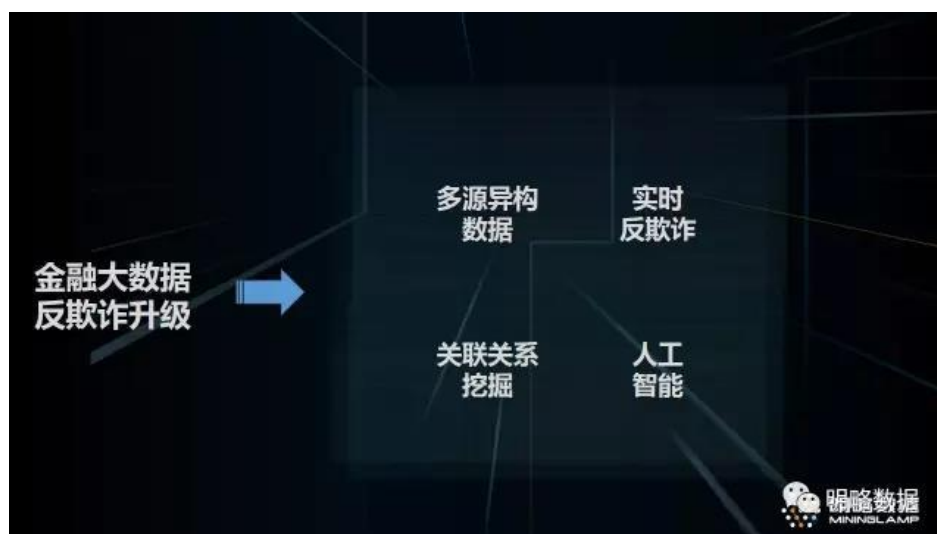 金融大数据
反欺诈升级
多源异构
数据
实时
反欺诈
关联关系
挖掘
人工
智能
明略数据
MININGLAMP